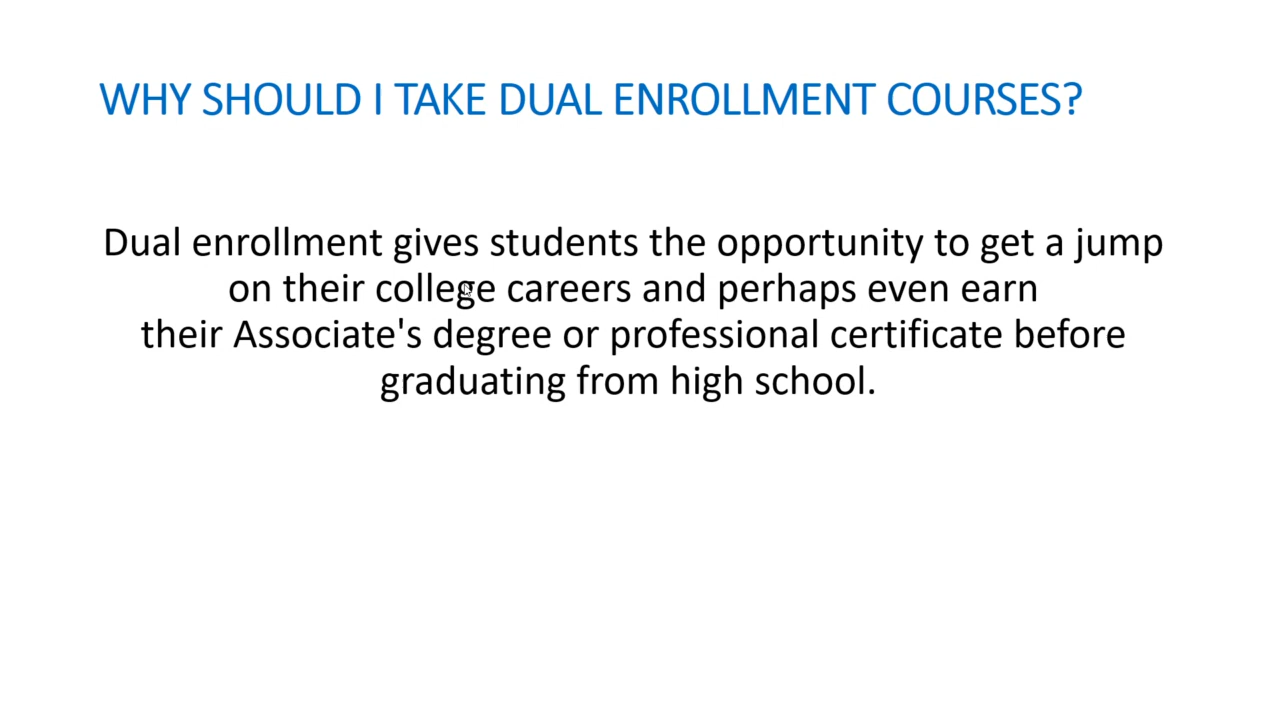 WHY SHOULD I TAKE DUAL ENROLLMENT COURSES?
Dual enrollment gives students the opportunity to get a jump
on their college careers and perhaps even earn
their Associate's degree or professional certificate before
graduating from high school.